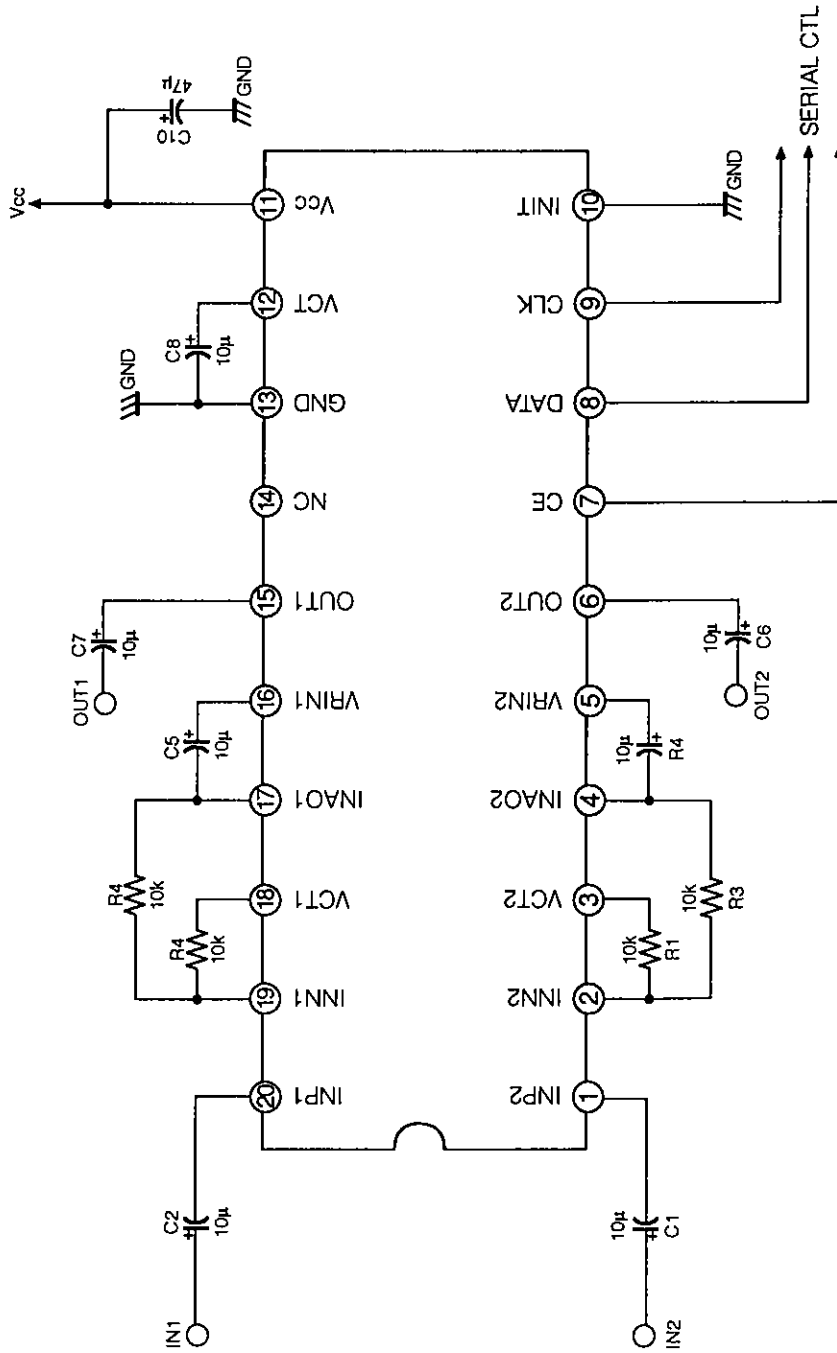 Vcc
C10
+
47μ
GND
GND
C8
+
10μ
C7
+
10μ
OUT1
C5
+
10μ
R4
10k
R4
10k
C2
+
10μ
IN1
20
19
18
17
16
15
14
13
12
11
INP1
INN1
VCT1
INAO1
VRIN1
OUT1
NC
GND
VCT
Vcc
INP2
INN2
VCT2
INAO2
VRIN2
OUT2
CE
DATA
CLK
INIT
1
2
3
4
5
6
7
8
9
10
IN2
10μ
+
C1
10k
R1
10k
R3
10μ
+
R4
10μ
+
C6
OUT2
GND
SERIAL CTL